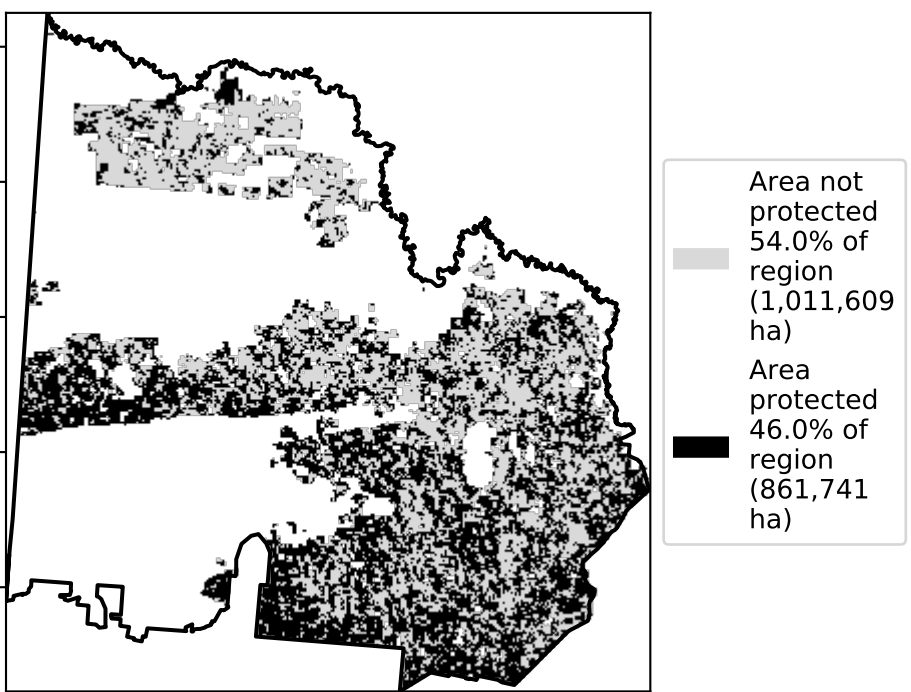 Area not
protected
54.0% of
region
(1,011,609
ha)
Area
protected
46.0% of
region
(861,741
ha)